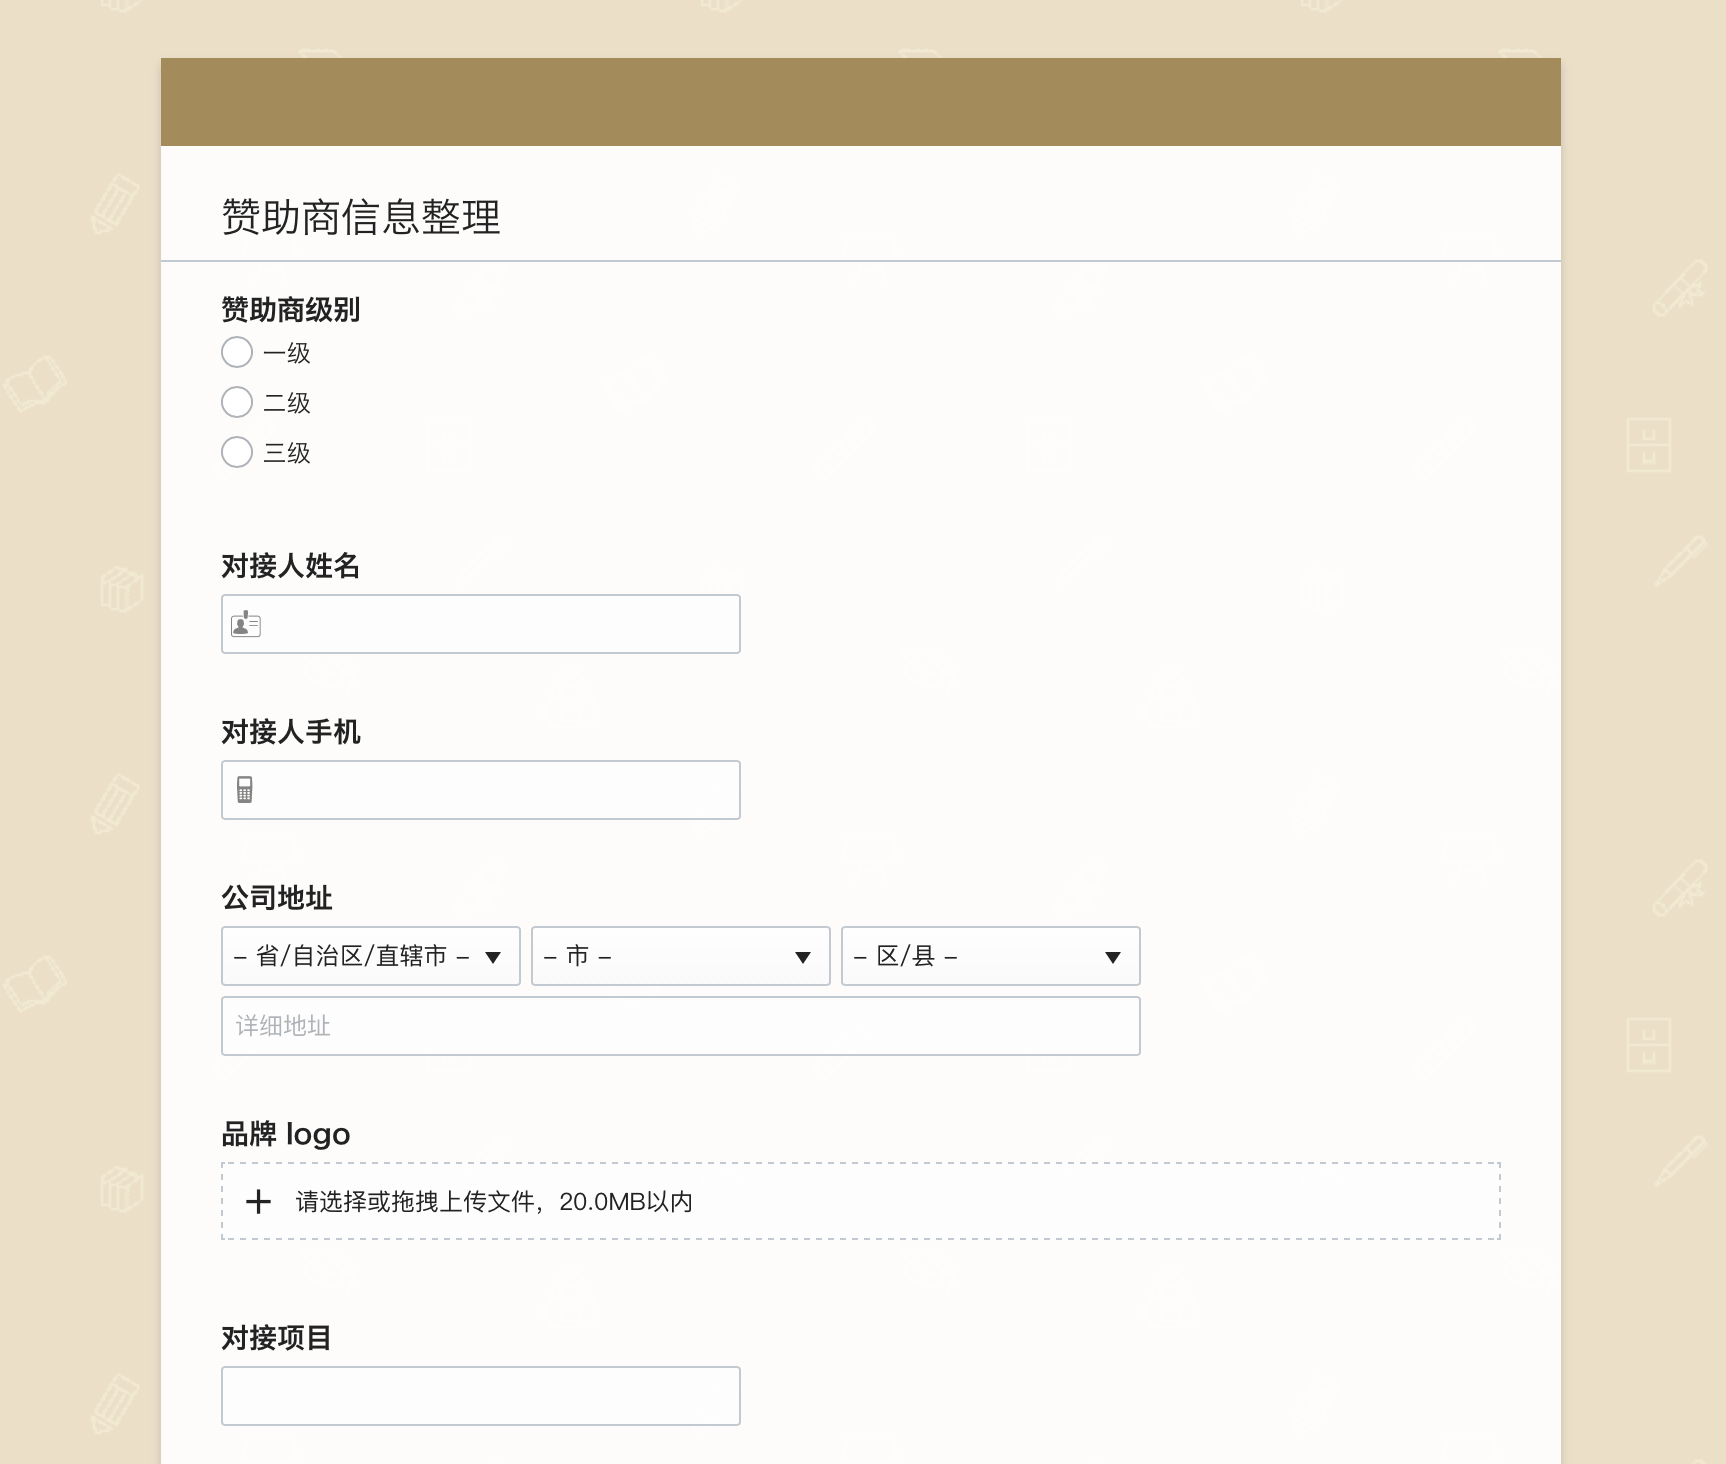 赞助商信息整理
赞助商级别
一级
二级
三级
对接人姓名
对接人手机
公司地址
– 省/自治区/直辖市 – – 市 – – 区/县 –
详细地址
品牌 logo
请选择或拖拽上传文件，20.0MB以内
对接项目